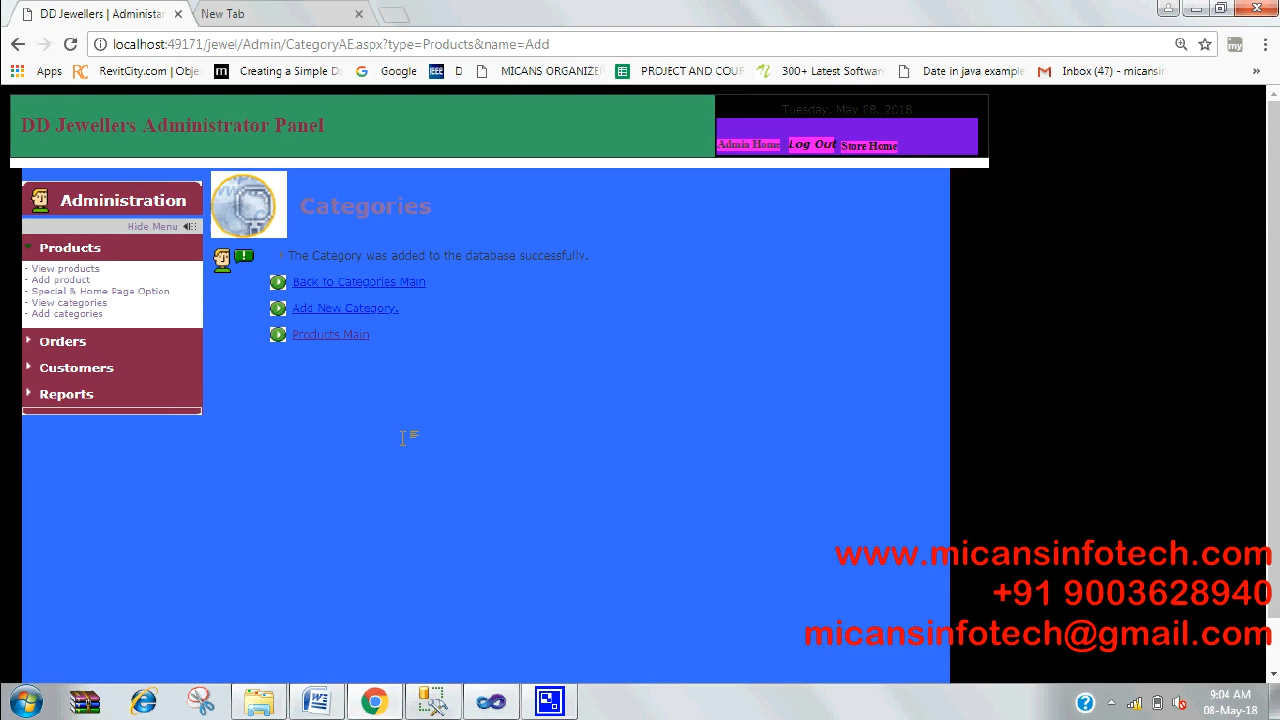 DD Jewellers | Administar
New Tab
localhost:49171/jewel/Admin/CategoryAE.aspx?type=Products&name=Awd
my
Apps RevitCity.com | Obje Creating a Simple D Google D MICANS ORGANIZE PROJECT AND COUR 300+ Latest Softwar Date in java example Inbox (47) - micansir »
DD Jewellers Administrator Panel
Tuesday, May 08, 2018
Admin Home Log Out Store Home
Administration
Hide Menu
Products
- View products
- Add product
- Special & Home Page Option
- View categories
- Add categories
Orders
Customers
Reports
Categories
The Category was added to the database successfully.
Back to Categories Main
Add New Category.
Products Main
www.micansinfotech.com
+91 9003628940
micansinfotech@gmail.com
9:04 AM
08-May-18